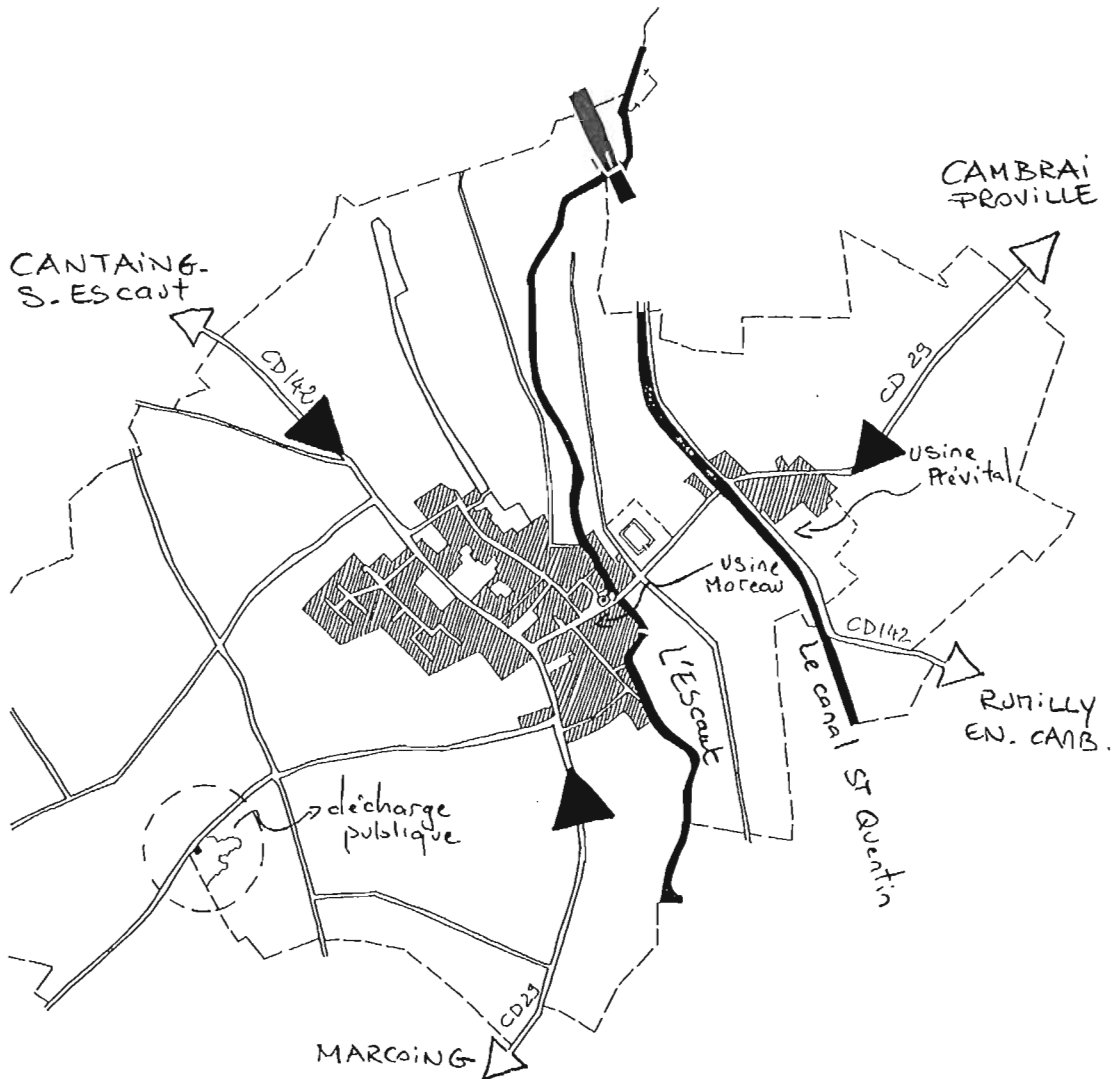 CAMBRAi
PROViLLE
CANTAiNG-
S-EScaut
CD142
CD 29
usine
Prévital
usine
Moreau
CD142
L'EScaut
Le canal ST Quentin
RUMiLLY
EN. CAMB.
décharge
publique
CD29
MARCOiNG